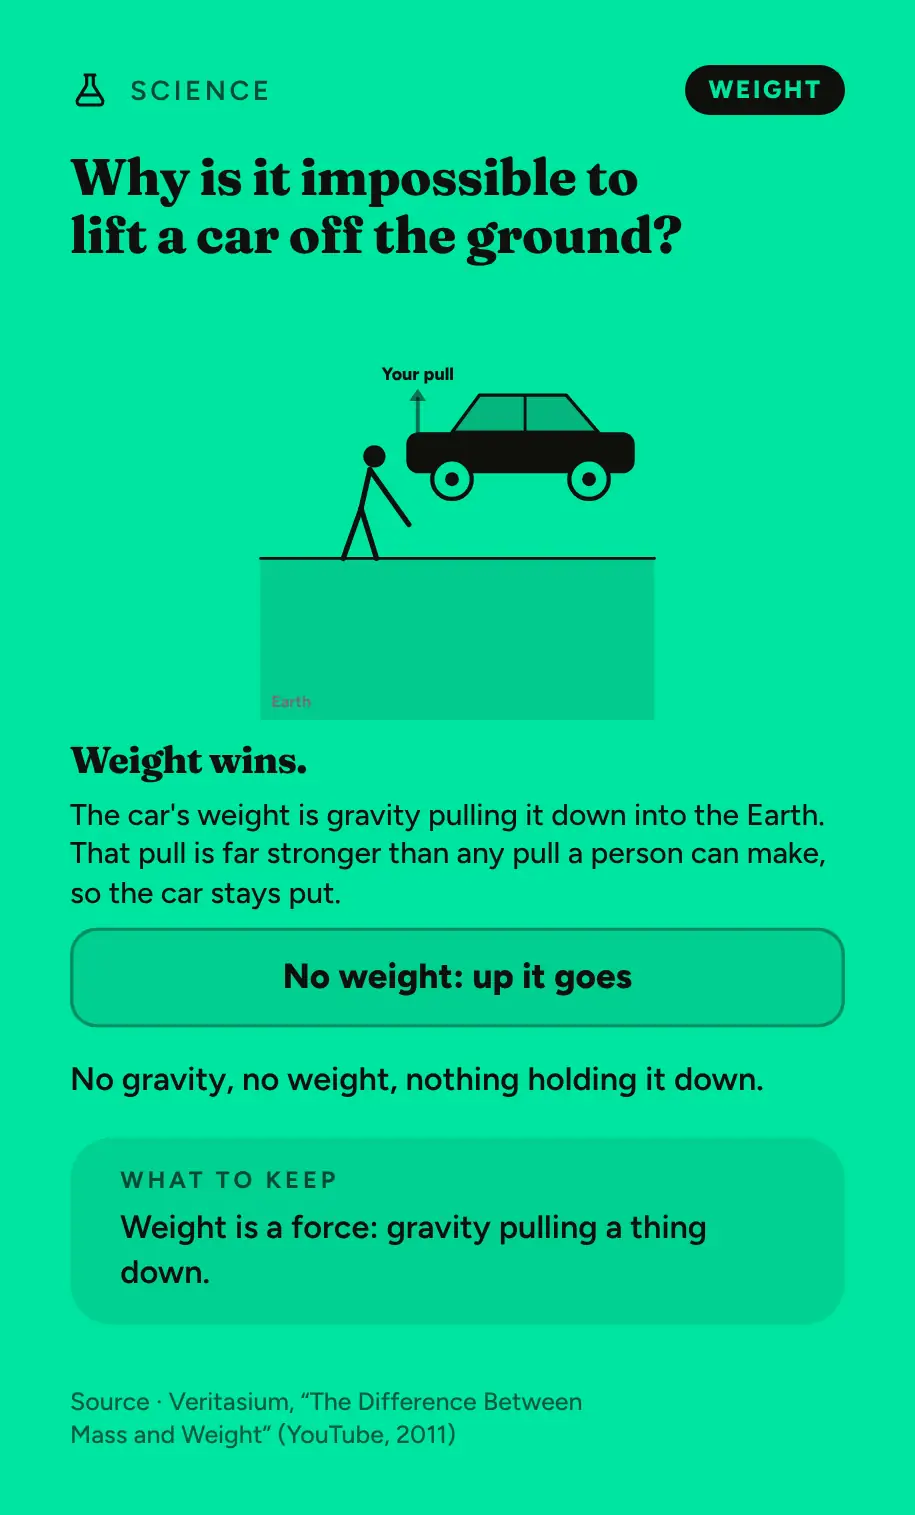 SCIENCE
WEIGHT
Why is it impossible to
lift a car off the ground?
Your pull
Earth
Weight wins.
The car's weight is gravity pulling it down into the Earth.
That pull is far stronger than any pull a person can make,
so the car stays put.
No weight: up it goes
No gravity, no weight, nothing holding it down.
WHAT TO KEEP
Weight is a force: gravity pulling a thing
down.
Source · Veritasium, “The Difference Between
Mass and Weight” (YouTube, 2011)